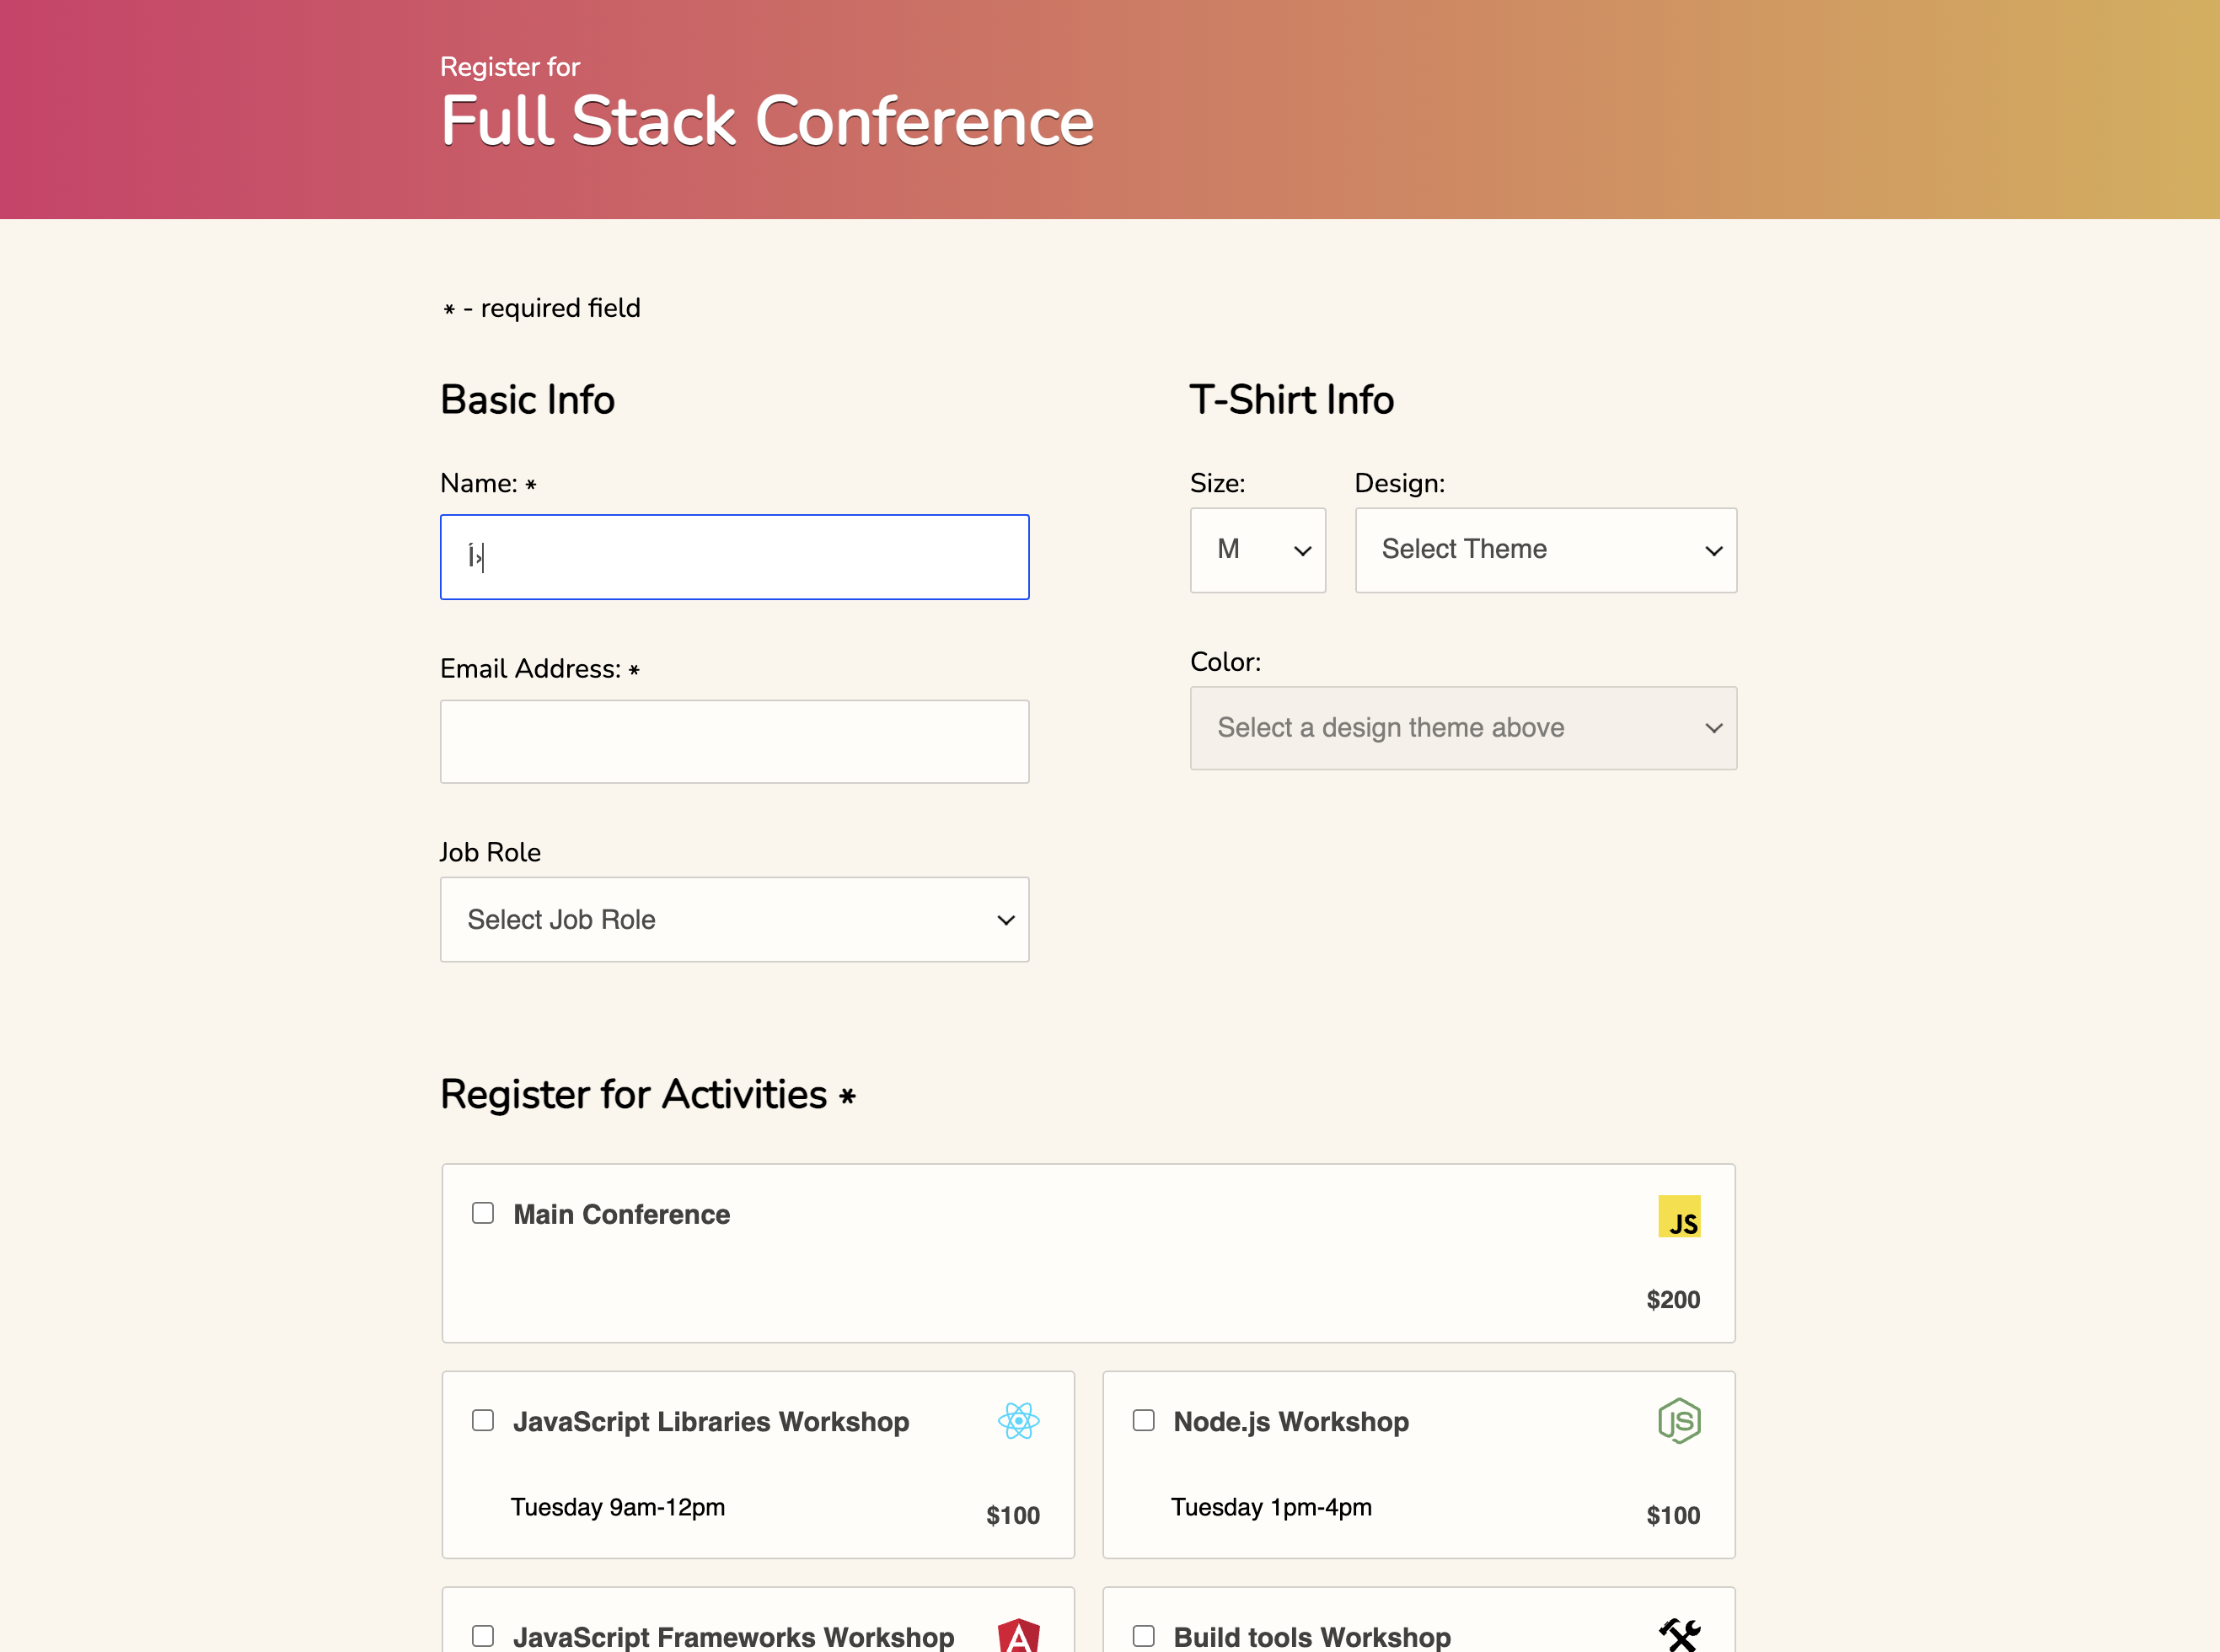 Register for
Full Stack Conference
* - required field
Basic Info
Name: *
Í›
Email Address: *
Job Role
Select Job Role
T-Shirt Info
Size:
M
Design:
Select Theme
Color:
Select a design theme above
Register for Activities *
Main Conference
JS
$200
JavaScript Libraries Workshop
Tuesday 9am-12pm
$100
Node.js Workshop
JS
Tuesday 1pm-4pm
$100
JavaScript Frameworks Workshop
A
Build tools Workshop